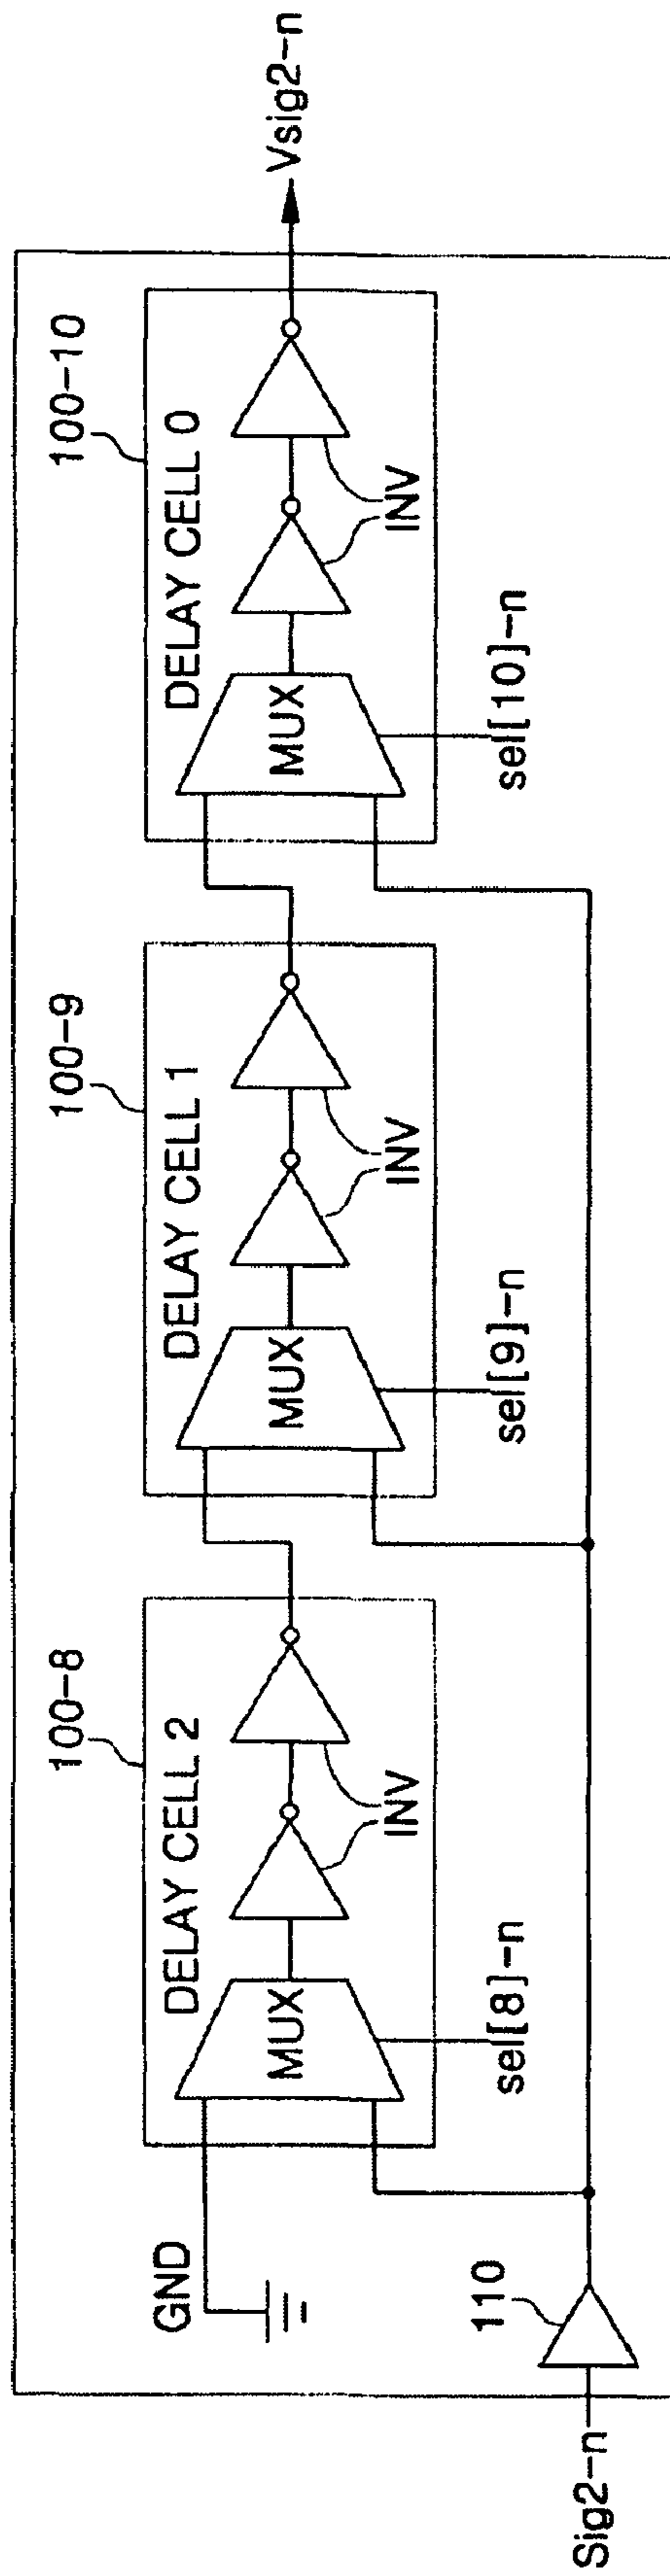 100-8
100-9
100-10
DELAY CELL 2
DELAY CELL 1
DELAY CELL 0
GND
MUX
INV
MUX
INV
MUX
INV
Vsig2-n
110
sel[8]-n
sel[9]-n
sel[10]-n
Sig2-n